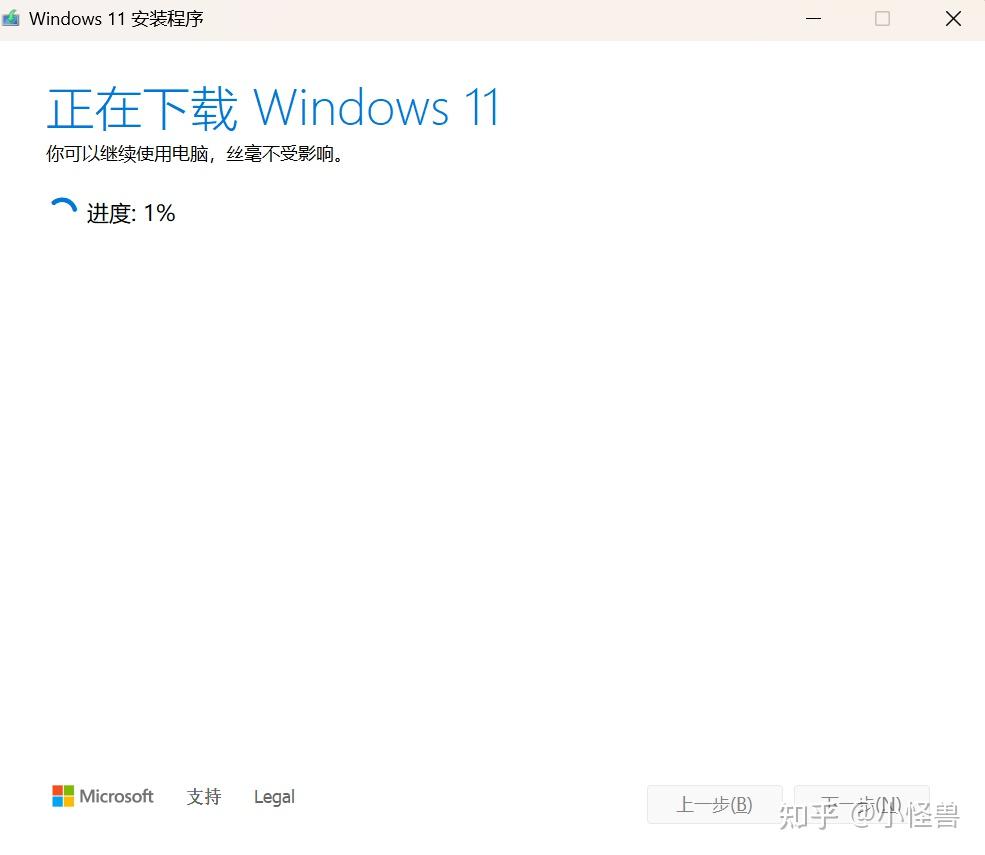 Windows 11 安装程序
正在下载 Windows 11
你可以继续使用电脑，丝毫不受影响。
进度: 1%
Microsoft 支持 Legal
上一步(B) 下一步(N)
知乎 @小怪兽